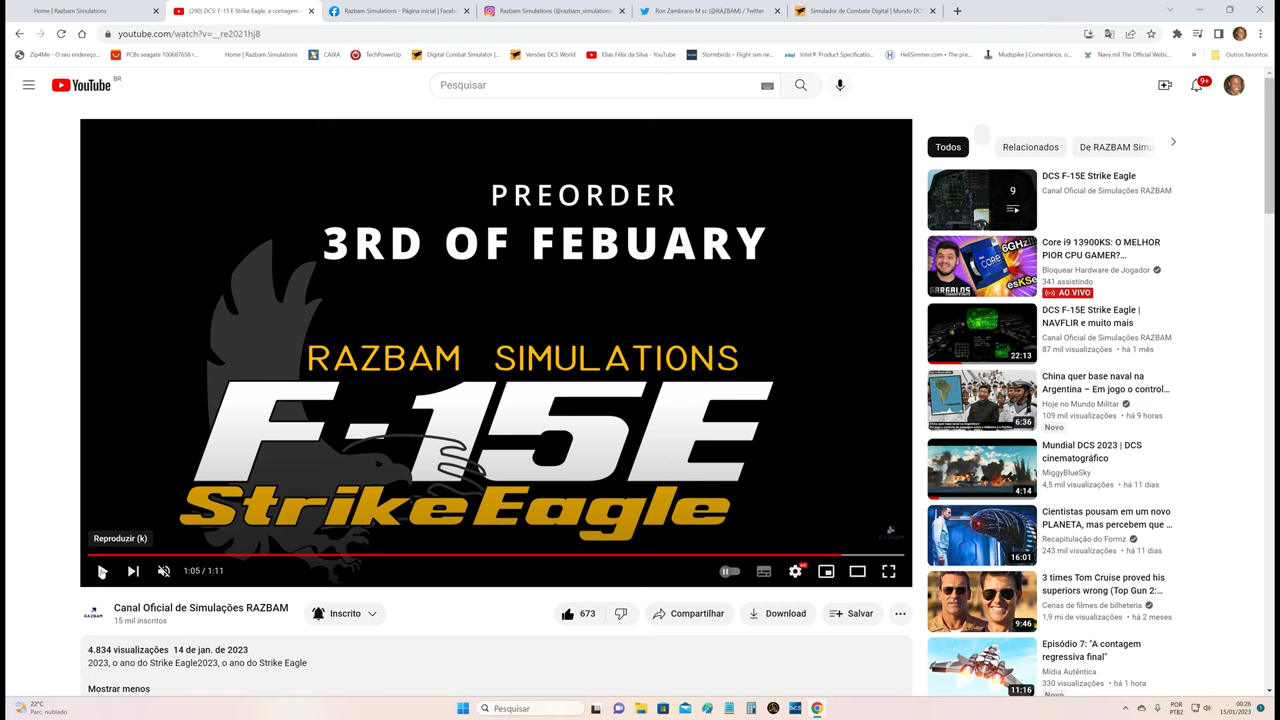 Home | Razbam Simulations
(290) DCS: F-15 E Strike Eagle, a contagem
Razbam Simulations - Página inicial | Faceb
Razbam Simulations (@razbam_simulations
Ron Zambrano M sc (@RAZBAM) / Twitter
Simulador de Combate Digital | Mundo DC
youtube.com/watch?v=__re2021hj8
Zip4Me - O seu endereço...
PCBs seagate 100687658 r...
Home | Razbam Simulations
CAIXA
TechPowerUp
Digital Combat Simulator |...
Versões DCS World
Elias Félix da Silva - YouTube
Stormbirds – Flight sim ne...
Intel® Product Specificatio...
HeliSimmer.com • The pre...
Mudspike | Comentários, o...
Navy.mil The Official Webs...
Outros favoritos
YouTube BR
Pesquisar
9+
PREORDER
3RD OF FEBUARY
RAZBAM SIMULATIONS
F-15E
Strike Eagle
RAZBAM
Reproduzir (k)
1:05 / 1:11
Canal Oficial de Simulações RAZBAM
15 mil inscritos
Inscrito
673
Compartilhar
Download
Salvar
4.834 visualizações 14 de jan. de 2023
2023, o ano do Strike Eagle2023, o ano do Strike Eagle
Mostrar menos
Todos
Relacionados
De RAZBAM Simu
9
DCS F-15E Strike Eagle
Canal Oficial de Simulações RAZBAM
6GHz!!
CORE
GARGALOS
esKSe
Core i9 13900KS: O MELHOR
PIOR CPU GAMER?...
Bloquear Hardware de Jogador
341 assistindo
AO VIVO
22:13
DCS F-15E Strike Eagle |
NAVFLIR e muito mais
Canal Oficial de Simulações RAZBAM
87 mil visualizações • há 1 mês
6:36
China quer base naval na
Argentina – Em jogo o control...
Hoje no Mundo Militar
109 mil visualizações • há 9 horas
Novo
4:14
Mundial DCS 2023 | DCS
cinematográfico
MiggyBlueSky
4,5 mil visualizações • há 11 dias
16:01
Cientistas pousam em um novo
PLANETA, mas percebem que ...
Recapitulação do Formz
243 mil visualizações • há 11 dias
9:46
3 times Tom Cruise proved his
superiors wrong (Top Gun 2:...
Cenas de filmes de bilheteria
1,9 mi de visualizações • há 2 meses
11:16
Episódio 7: "A contagem
regressiva final"
Mídia Autêntica
330 visualizações • há 1 hora
Novo
22°C
Parc. nublado
Pesquisar
DCS
POR
PTB2
00:26
15/01/2023